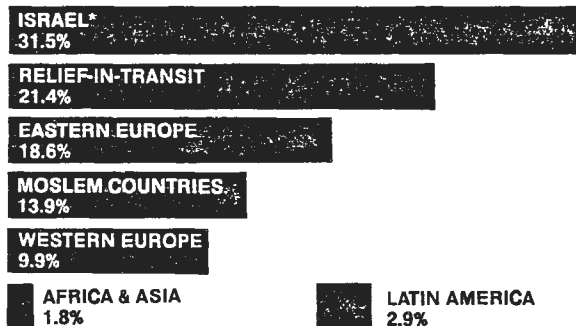 ISRAEL*
31.5%
RELIEF-IN-TRANSIT
21.4%
EASTERN EUROPE
18.6%
MOSLEM COUNTRIES
13.9%
WESTERN EUROPE
9.9%
AFRICA & ASIA
1.8%
LATIN AMERICA
2.9%